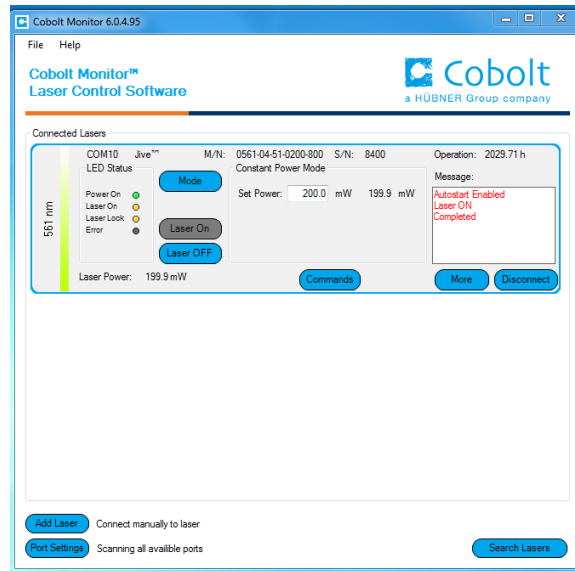 Cobolt Monitor 6.0.4.95
File Help
Cobolt Monitor™
Laser Control Software
Cobolt
a HÜBNER Group company
Connected Lasers
COM10 Jive™ M/N: 0561-04-51-0200-800 S/N: 8400 Operation: 2029.71 h
LED Status
Constant Power Mode
Message:
Mode
Power On
Laser On
Laser Lock
Error
Set Power: 200.0 mW 199.9 mW
Autostart Enabled
Laser ON
Completed
561 nm
Laser On
Laser OFF
Laser Power: 199.9 mW
Commands
More
Disconnect
Add Laser Connect manually to laser
Port Settings Scanning all availible ports
Search Lasers